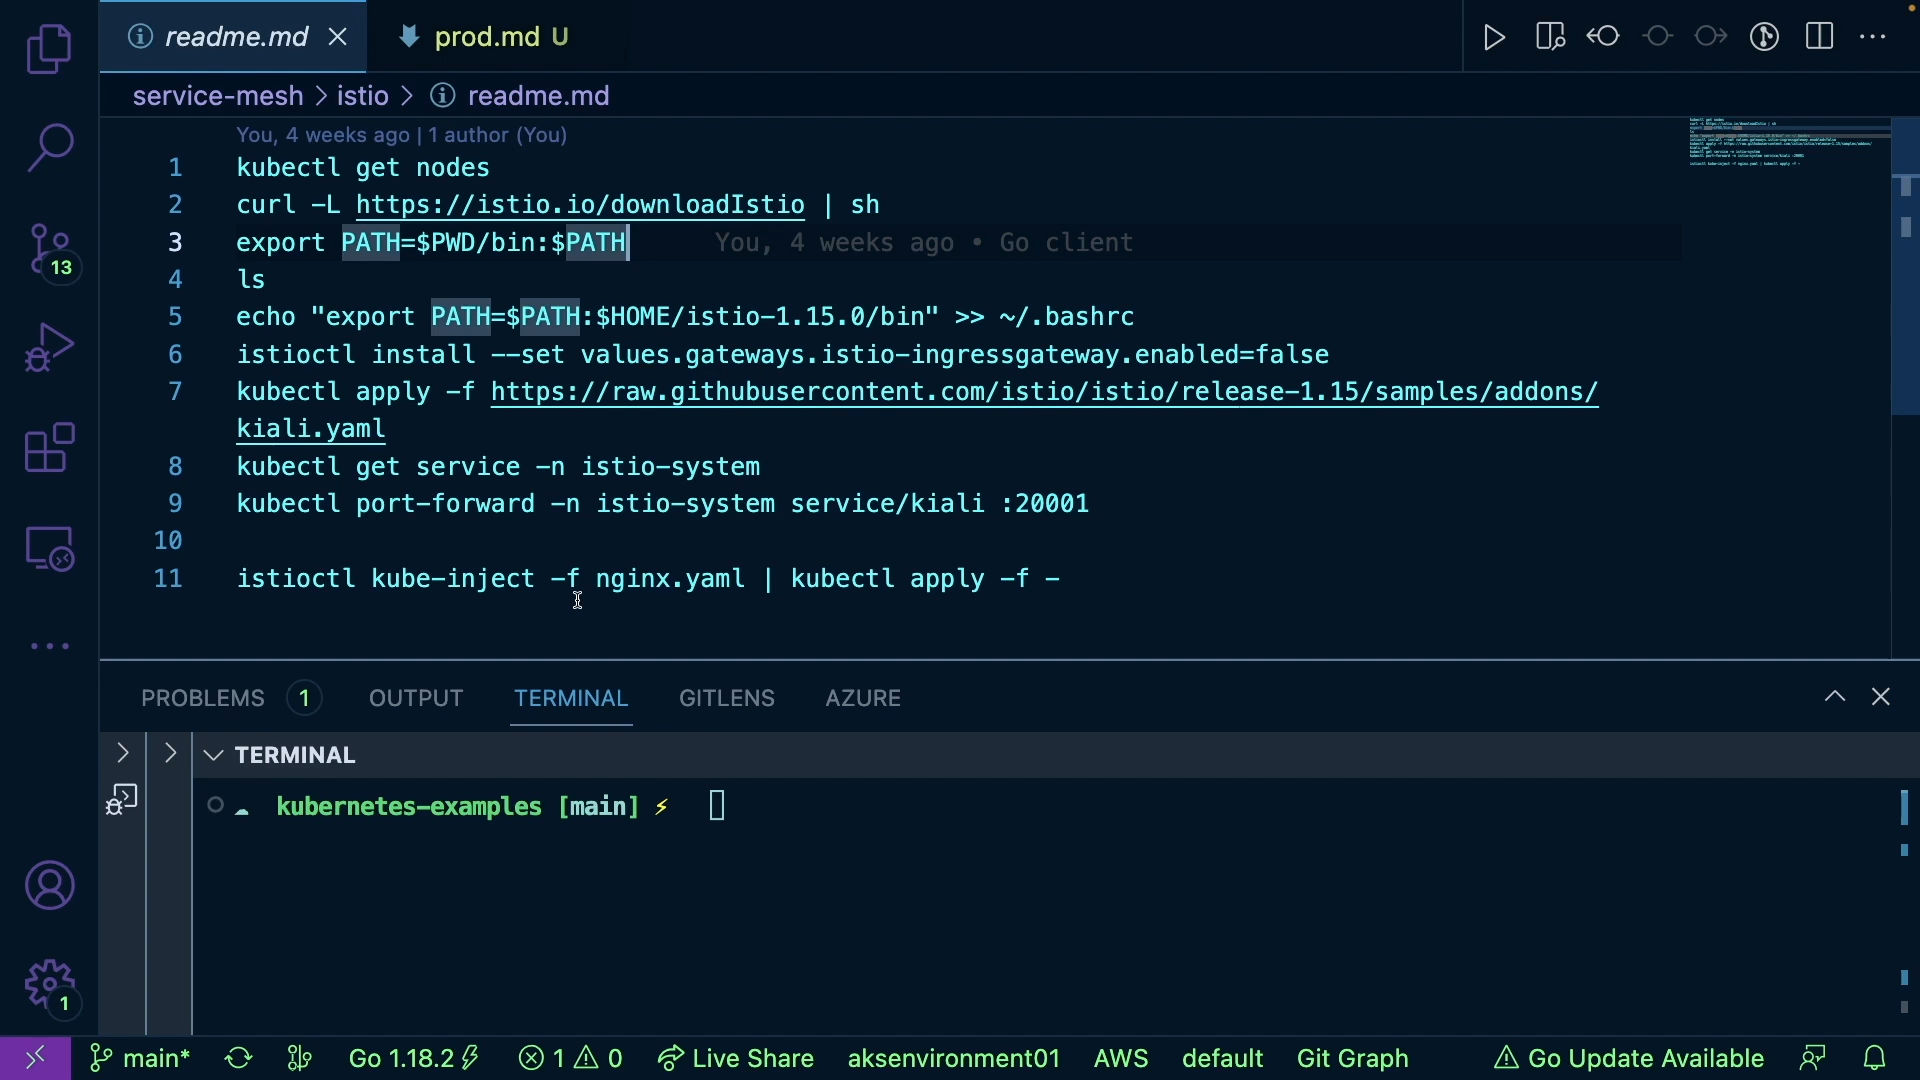 readme.md
prod.md U
service-mesh > istio > readme.md
You, 4 weeks ago | 1 author (You)
1 kubectl get nodes
2 curl -L https://istio.io/downloadIstio | sh
3 export PATH=$PWD/bin:$PATH You, 4 weeks ago • Go client
4 ls
5 echo "export PATH=$PATH:$HOME/istio-1.15.0/bin" >> ~/.bashrc
6 istioctl install --set values.gateways.istio-ingressgateway.enabled=false
7 kubectl apply -f https://raw.githubusercontent.com/istio/istio/release-1.15/samples/addons/
kiali.yaml
8 kubectl get service -n istio-system
9 kubectl port-forward -n istio-system service/kiali :20001
10
11 istioctl kube-inject -f nginx.yaml | kubectl apply -f -
13
PROBLEMS 1 OUTPUT TERMINAL GITLENS AZURE
TERMINAL
kubernetes-examples [main]
1
main* Go 1.18.2 1 0 Live Share aksenvironment01 AWS default Git Graph Go Update Available